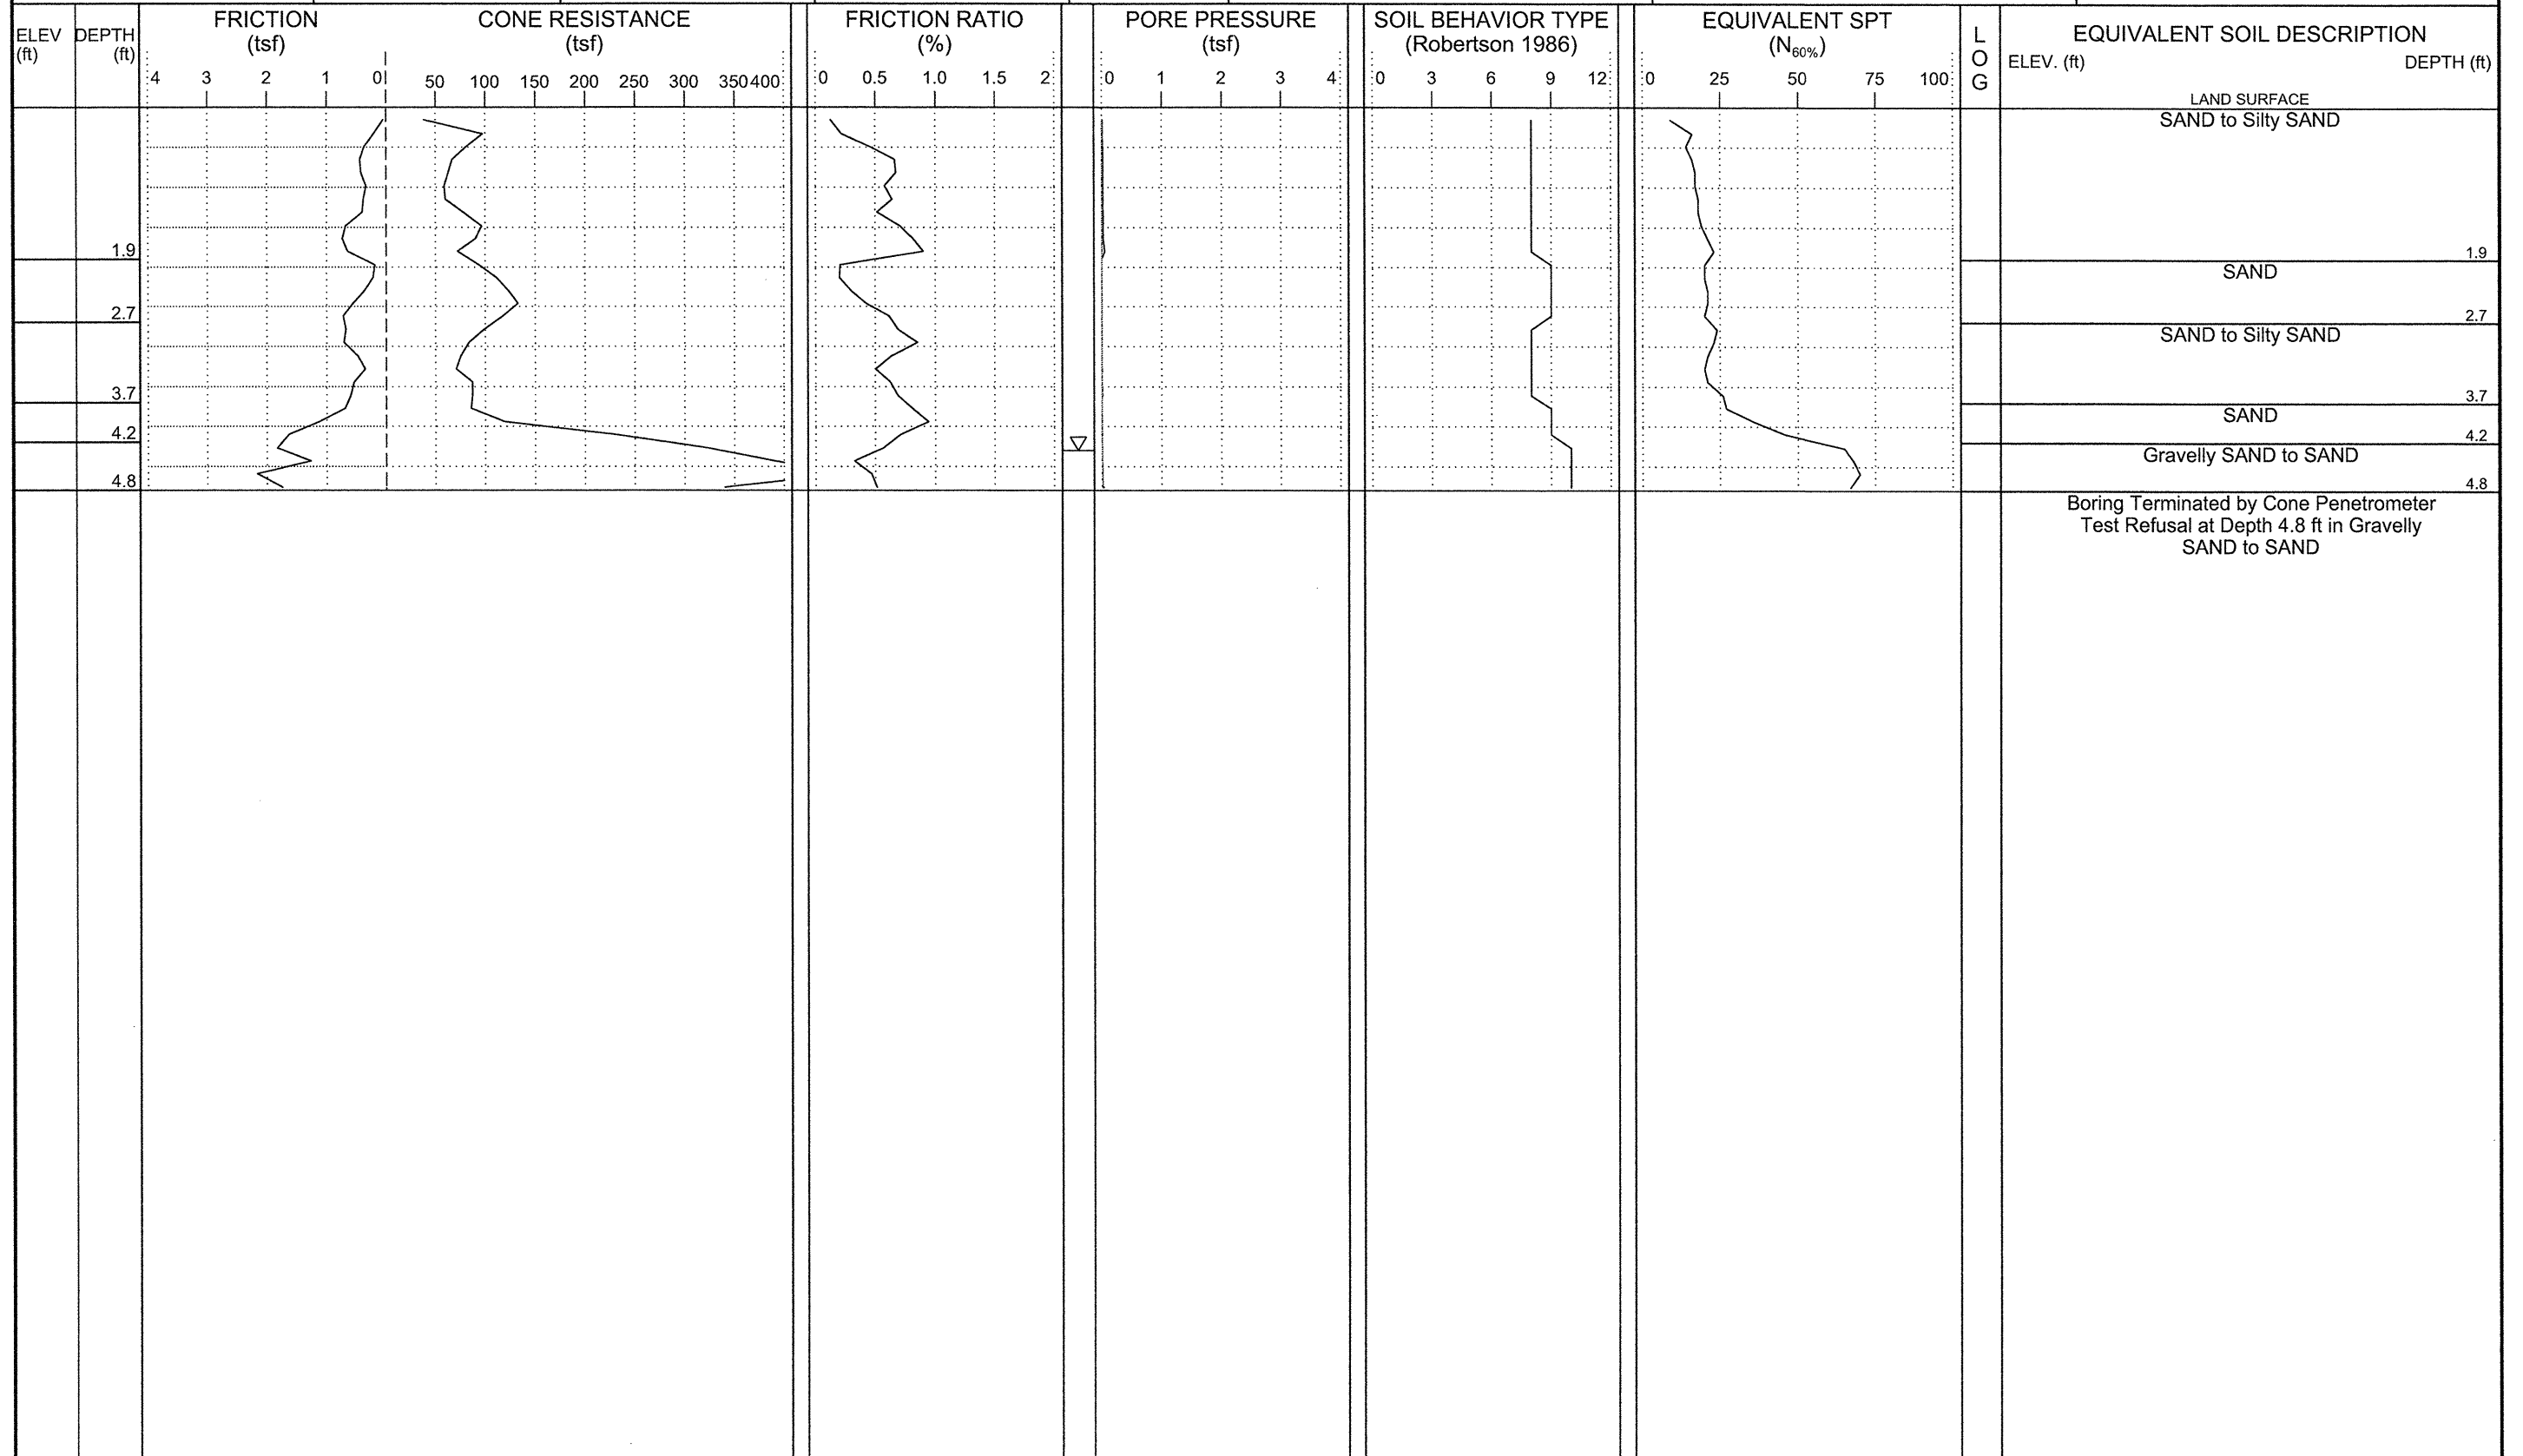 ELEV
(ft)
DEPTH
(ft)
FRICTION
(tsf)
4 3 2 1 0
CONE RESISTANCE
(tsf)
50 100 150 200 250 300 350 400
FRICTION RATIO
(%)
0 0.5 1.0 1.5 2
PORE PRESSURE
(tsf)
0 1 2 3 4
SOIL BEHAVIOR TYPE
(Robertson 1986)
0 3 6 9 12
EQUIVALENT SPT
(N60%)
0 25 50 75 100
L
O
G
EQUIVALENT SOIL DESCRIPTION
ELEV. (ft) DEPTH (ft)
LAND SURFACE
SAND to Silty SAND
1.9 1.9
SAND
2.7 2.7
SAND to Silty SAND
3.7 3.7
SAND
4.2 4.2
Gravelly SAND to SAND
4.8 4.8
Boring Terminated by Cone Penetrometer
Test Refusal at Depth 4.8 ft in Gravelly
SAND to SAND